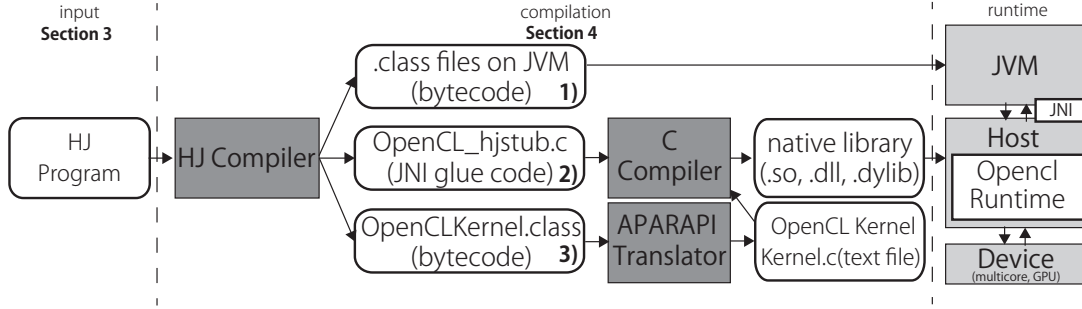 input
Section 3
compilation
Section 4
runtime
HJ
Program
HJ Compiler
.class files on JVM
(bytecode) 1)
OpenCL_hjstub.c
(JNI glue code) 2)
OpenCLKernel.class
(bytecode) 3)
C
Compiler
APARAPI
Translator
native library
(.so, .dll, .dylib)
OpenCL Kernel
Kernel.c(text file)
JVM
JNI
Host
Opencl
Runtime
Device
(multicore, GPU)